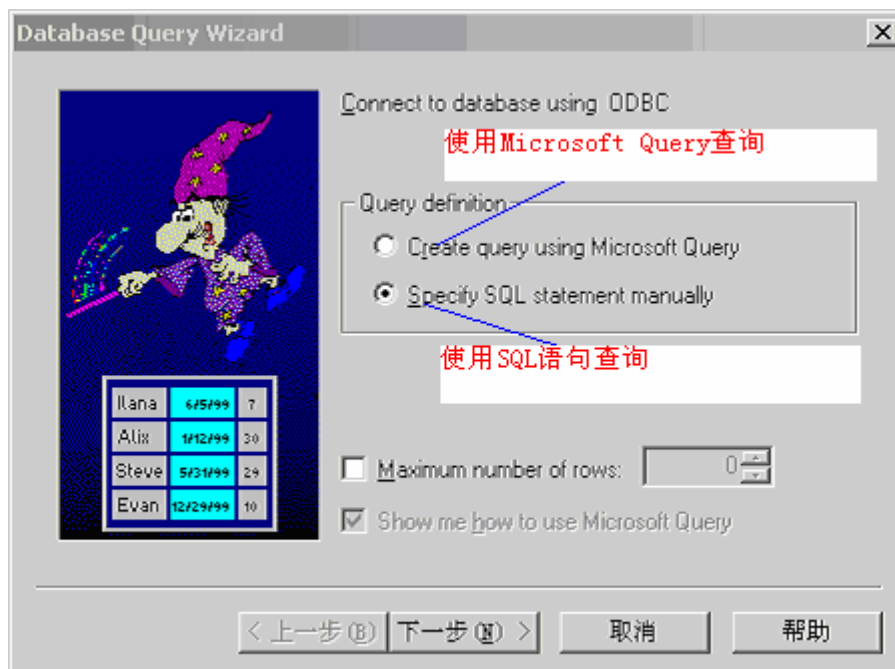 Database Query Wizard
Connect to database using ODBC
使用Microsoft Query查询
Query definition
Create query using Microsoft Query
Specify SQL statement manually
使用SQL语句查询
Ilana 6/5/99 7
Alix 1/12/99 30
Steve 5/31/99 29
Evan 12/29/99 10
Maximum number of rows: 0
Show me how to use Microsoft Query
< 上一步(B) 下一步(N) > 取消 帮助